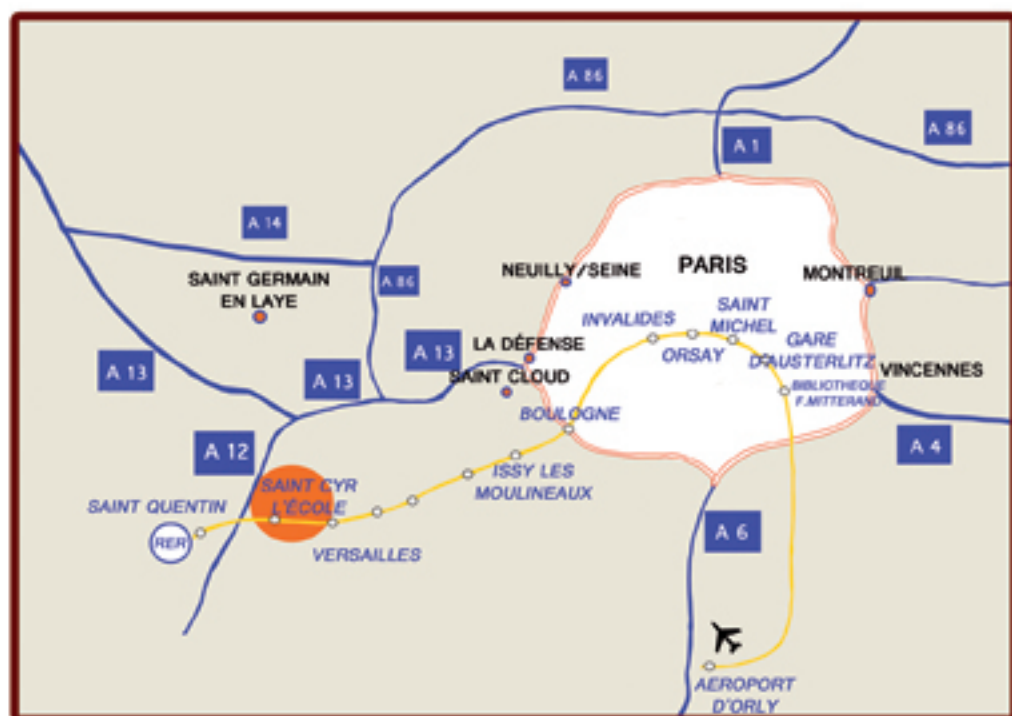 A 86
A 86
A 1
A 14
SAINT GERMAIN
EN LAYE
A 86
NEUILLY/SEINE
PARIS
MONTREUIL
INVALIDES
SAINT
MICHEL
ORSAY
GARE
D'AUSTERLITZ
A 13
A 13
A 13
LA DÉFENSE
SAINT CLOUD
VINCENNES
BIBLIOTHEQUE
F.MITTERAND
BOULOGNE
A 12
A 4
ISSY LES
MOULINEAUX
SAINT QUENTIN
SAINT CYR
L'ÉCOLE
RER
VERSAILLES
A 6
AEROPORT
D'ORLY